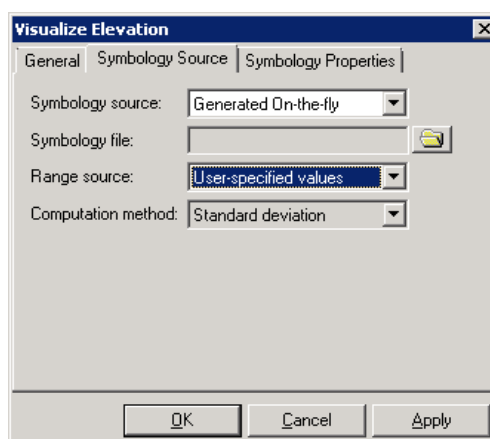 Visualize Elevation
General Symbology Source Symbology Properties
Symbology source: Generated On-the-fly
Symbology file:
Range source: User-specified values
Computation method: Standard deviation
OK Cancel Apply